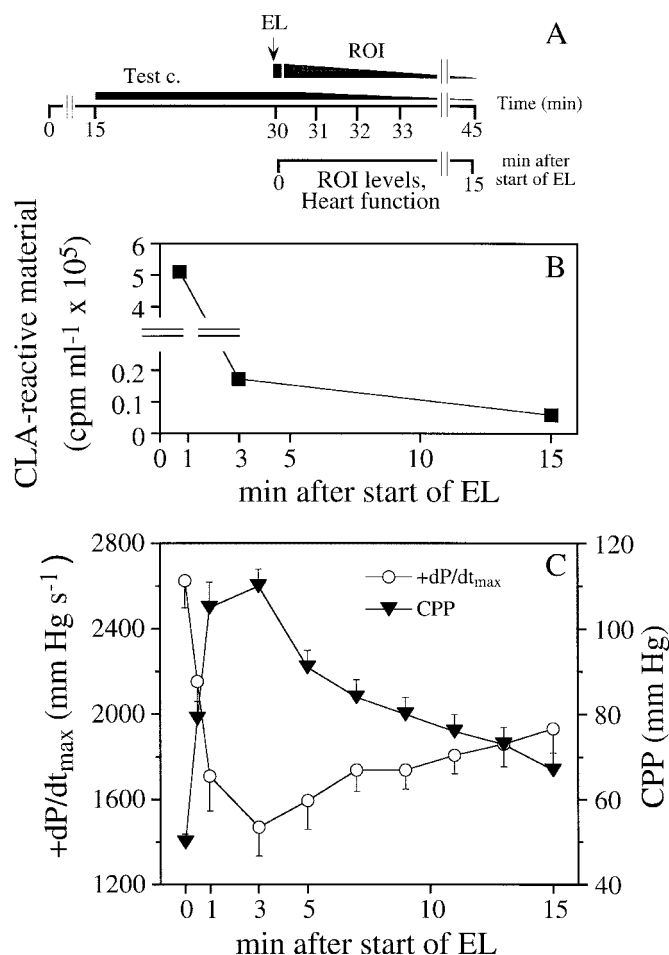 A
EL
ROI
Test c.
Time (min)
0 15 30 31 32 33 45
0 15
min after
start of EL
ROI levels,
Heart function
B
CLA-reactive material
(cpm ml⁻¹ x 10⁵)
6
5
4
0.2
0.1
0
0 1 3 5 10 15
min after start of EL
C
+dP/dtmax
CPP
+dP/dtmax (mm Hg s⁻¹)
2800
2400
2000
1600
1200
CPP (mm Hg)
120
100
80
60
40
0 1 3 5 10 15
min after start of EL